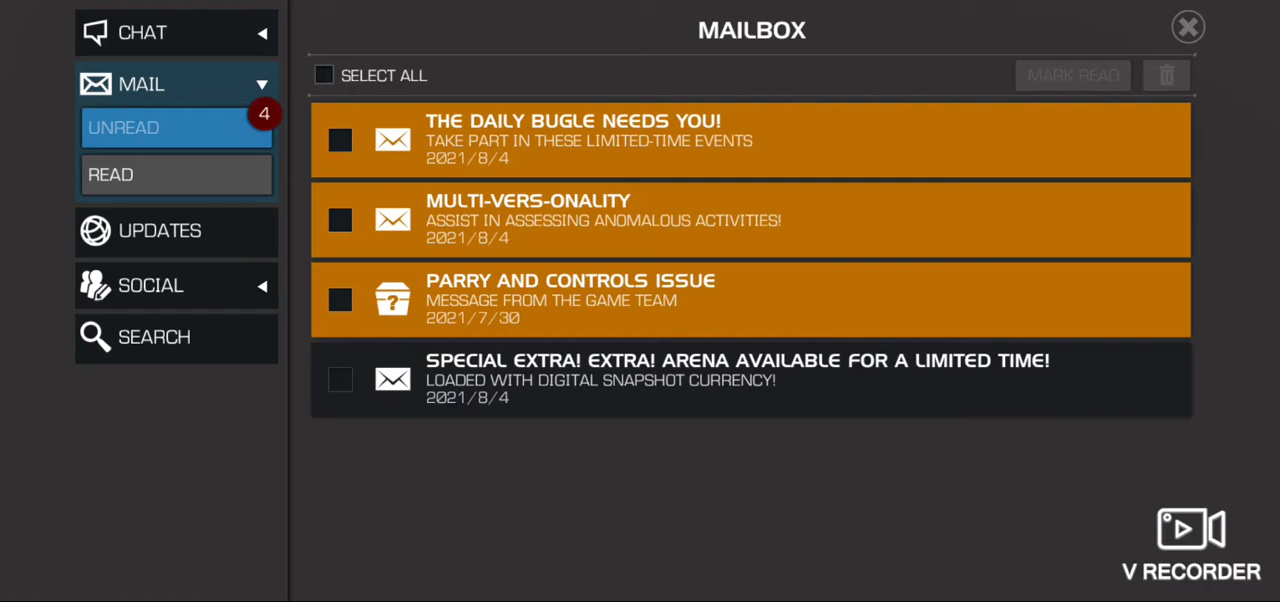 CHAT
MAIL
4
UNREAD
READ
UPDATES
SOCIAL
SEARCH
MAILBOX
SELECT ALL
MARK READ
THE DAILY BUGLE NEEDS YOU!
TAKE PART IN THESE LIMITED-TIME EVENTS
2021/8/4
MULTI-VERS-ONALITY
ASSIST IN ASSESSING ANOMALOUS ACTIVITIES!
2021/8/4
?
PARRY AND CONTROLS ISSUE
MESSAGE FROM THE GAME TEAM
2021/7/30
SPECIAL EXTRA! EXTRA! ARENA AVAILABLE FOR A LIMITED TIME!
LOADED WITH DIGITAL SNAPSHOT CURRENCY!
2021/8/4
V RECORDER